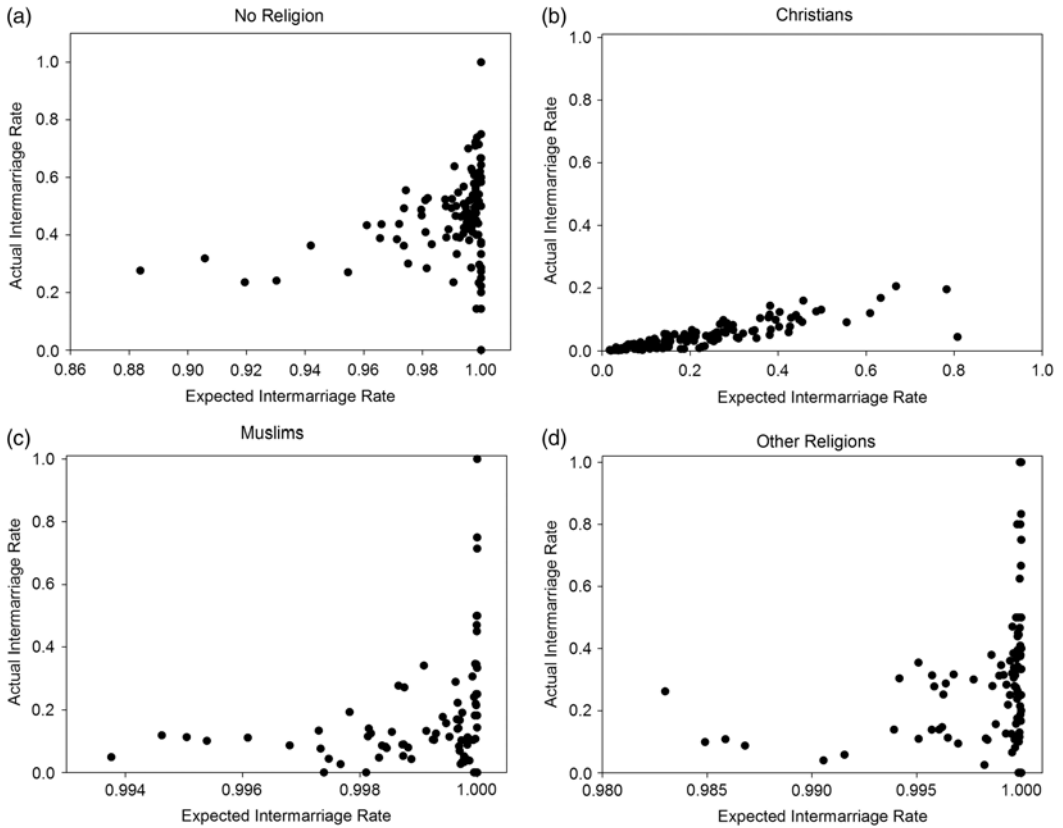 (a)
No Religion
Actual Intermarriage Rate
1.0
0.8
0.6
0.4
0.2
0.0
0.86 0.88 0.90 0.92 0.94 0.96 0.98 1.00
Expected Intermarriage Rate
(b)
Christians
Actual Intermarriage Rate
1.0
0.8
0.6
0.4
0.2
0.0
0.0 0.2 0.4 0.6 0.8 1.0
Expected Intermarriage Rate
(c)
Muslims
Actual Intermarriage Rate
1.0
0.8
0.6
0.4
0.2
0.0
0.994 0.996 0.998 1.000
Expected Intermarriage Rate
(d)
Other Religions
Actual Intermarriage Rate
1.0
0.8
0.6
0.4
0.2
0.0
0.980 0.985 0.990 0.995 1.000
Expected Intermarriage Rate